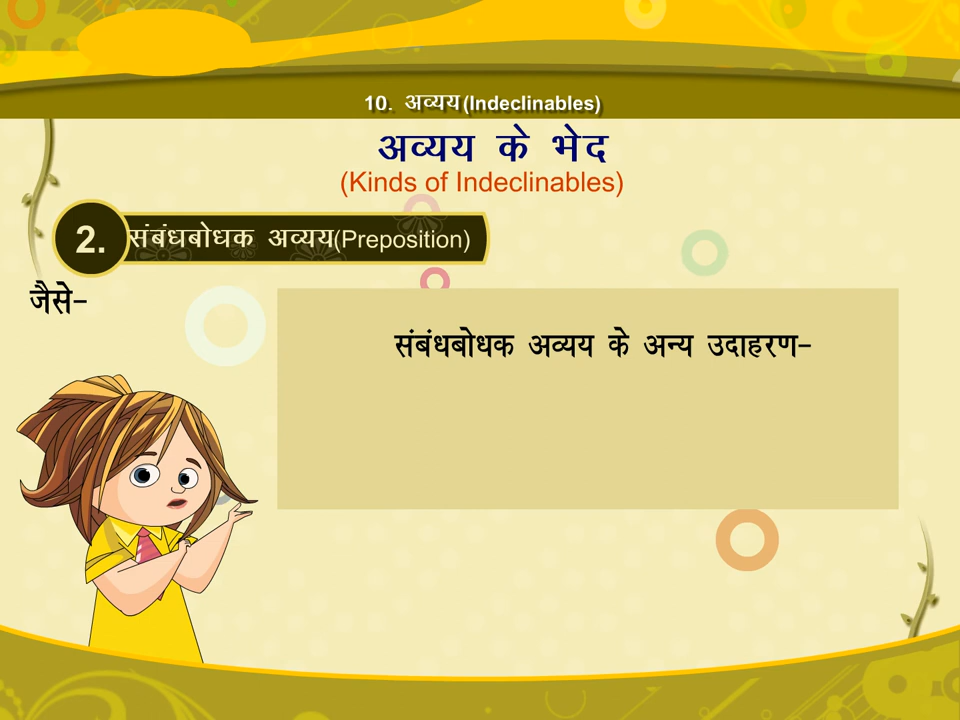 10. अव्यय (Indeclinables)
अव्यय के भेद
(Kinds of Indeclinables)
2. संबंधबोधक अव्यय(Preposition)
जैसे-
संबंधबोधक अव्यय के अन्य उदाहरण-